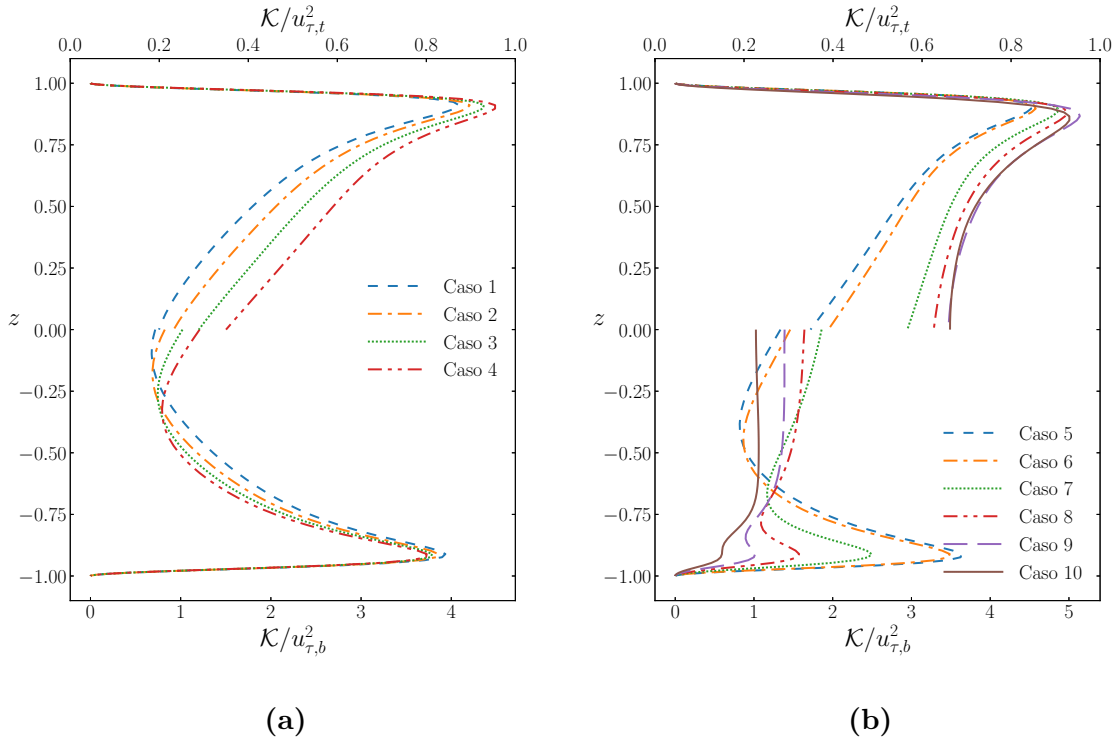 𝒦/u²_{τ,t}
0.0 0.2 0.4 0.6 0.8 1.0
1.00
0.75
0.50
0.25
z 0.00
−0.25
−0.50
−0.75
−1.00
Caso 1
Caso 2
Caso 3
Caso 4
0 1 2 3 4
𝒦/u²_{τ,b}
(a)
𝒦/u²_{τ,t}
0.0 0.2 0.4 0.6 0.8 1.0
1.00
0.75
0.50
0.25
z 0.00
−0.25
−0.50
−0.75
−1.00
Caso 5
Caso 6
Caso 7
Caso 8
Caso 9
Caso 10
0 1 2 3 4 5
𝒦/u²_{τ,b}
(b)